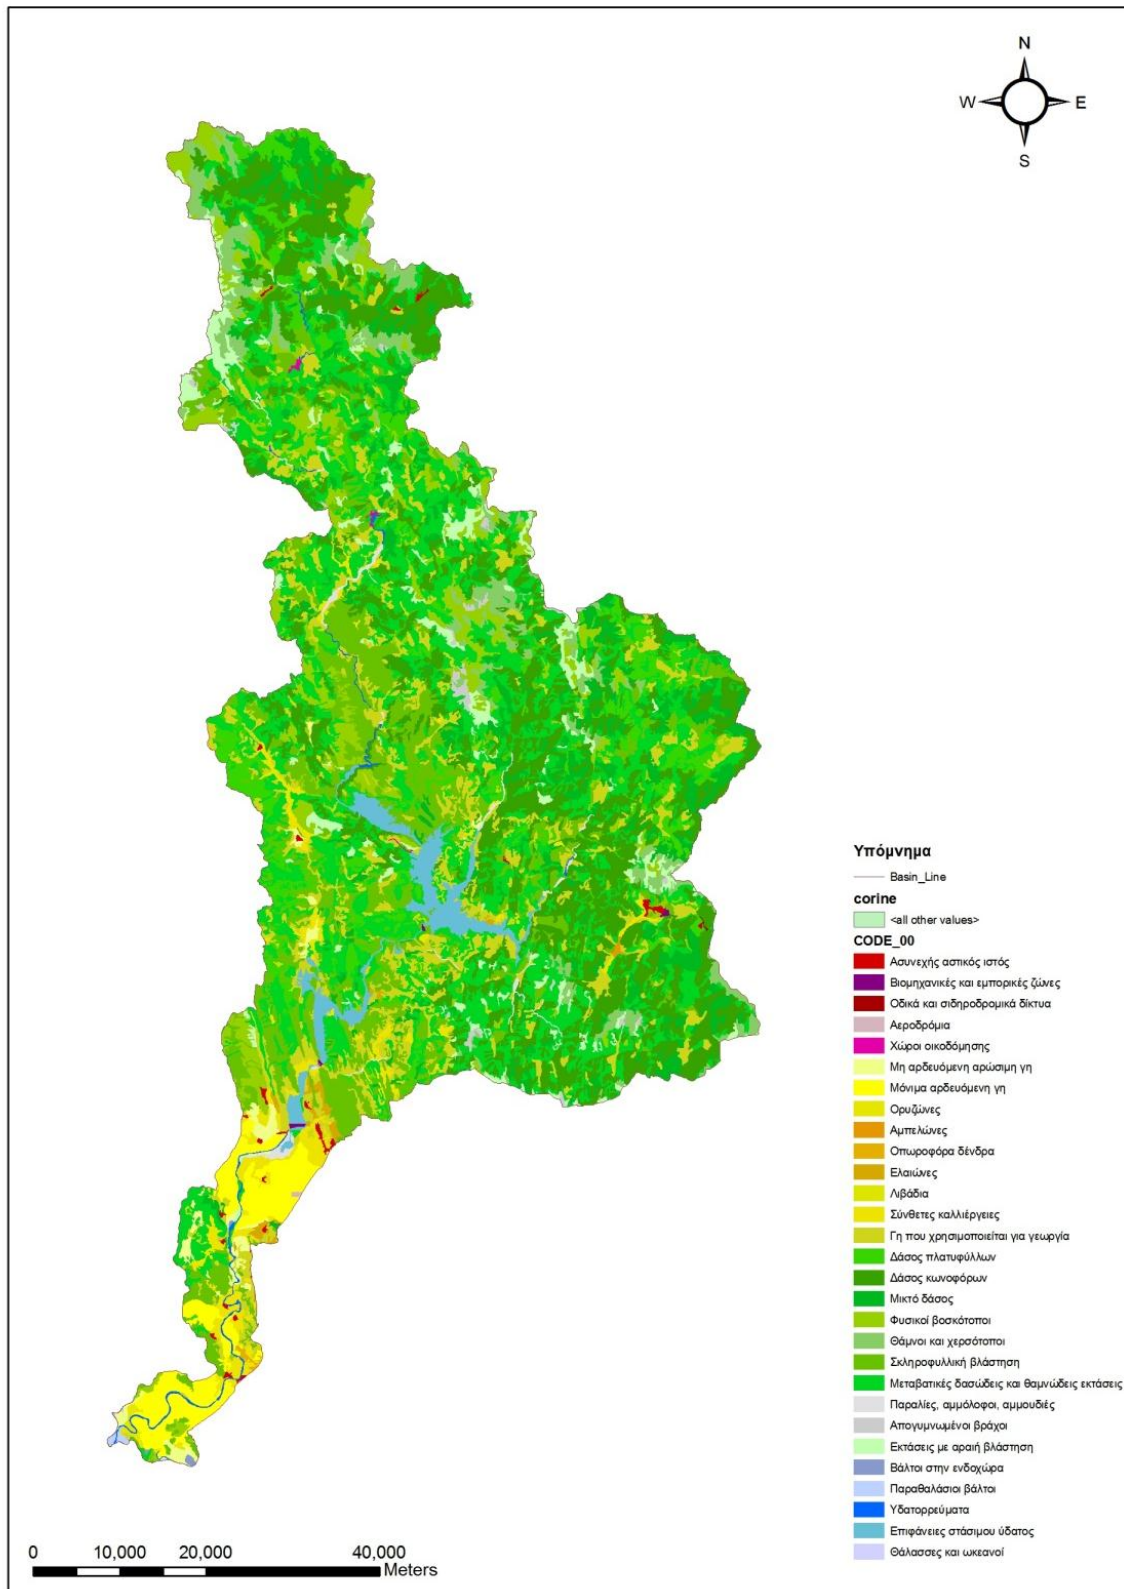 N
W E
S
Υπόμνημα
Basin_Line
corine
<all other values>
CODE_00
Ασυνεχής αστικός ιστός
Βιομηχανικές και εμπορικές ζώνες
Οδικά και σιδηροδρομικά δίκτυα
Αεροδρόμια
Χώροι οικοδόμησης
Μη αρδευόμενη αρώσιμη γη
Μόνιμα αρδευόμενη γη
Ορυζώνες
Αμπελώνες
Οπωροφόρα δένδρα
Ελαιώνες
Λιβάδια
Σύνθετες καλλιέργειες
Γη που χρησιμοποιείται για γεωργία
Δάσος πλατυφύλλων
Δάσος κωνοφόρων
Μικτό δάσος
Φυσικοί βοσκότοποι
Θάμνοι και χερσότοποι
Σκληροφυλλική βλάστηση
Μεταβατικές δασώδεις και θαμνώδεις εκτάσεις
Παραλίες, αμμόλοφοι, αμμουδιές
Απογυμνωμένοι βράχοι
Εκτάσεις με αραιή βλάστηση
Βάλτοι στην ενδοχώρα
Παραθαλάσιοι βάλτοι
Υδατορρεύματα
Επιφάνειες στάσιμου ύδατος
Θάλασσες και ωκεανοί
0 10,000 20,000 40,000
Meters